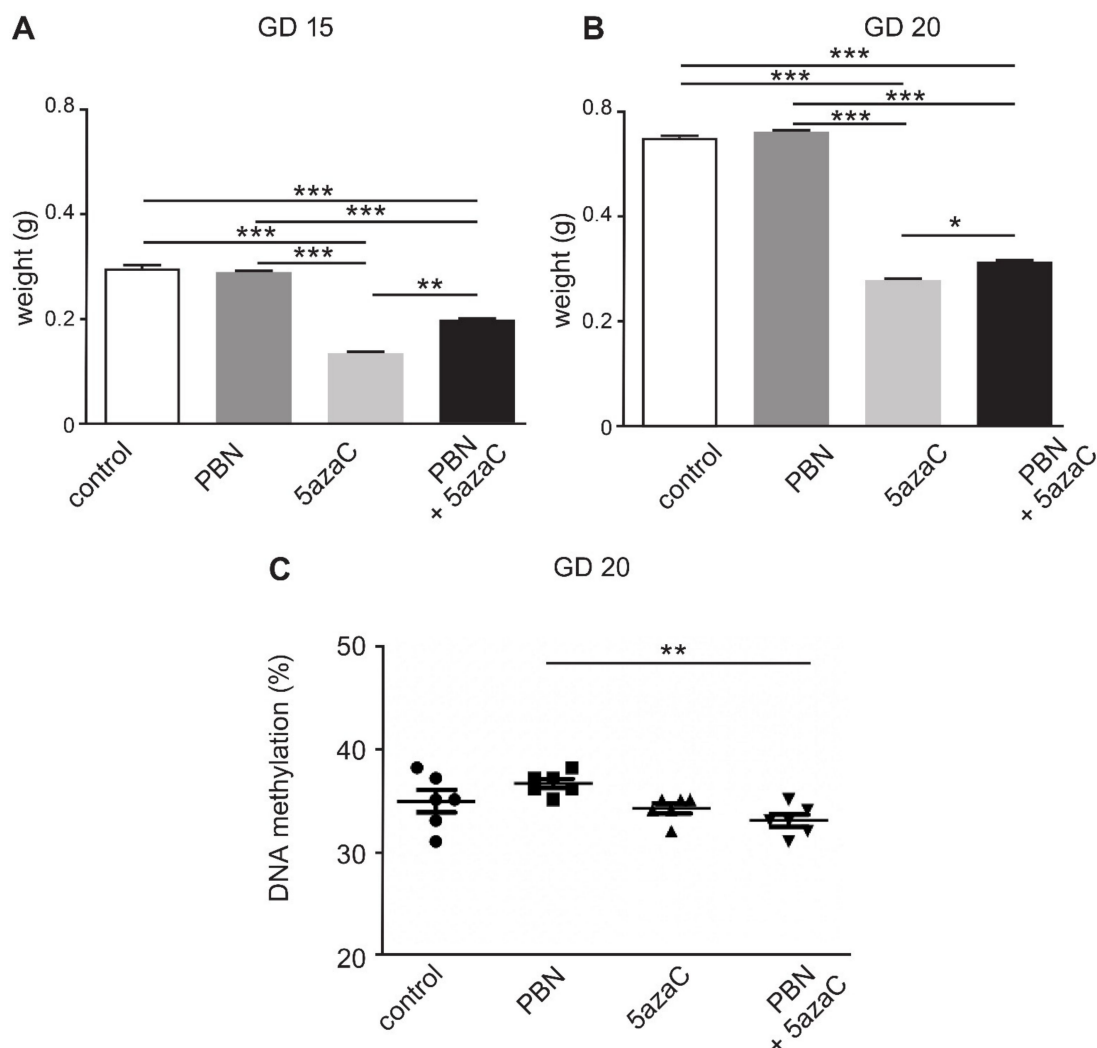 A
GD 15
***
***
***
***
**
0.8
0.4
0.2
0
weight (g)
control
PBN
5azaC
PBN
+ 5azaC
B
GD 20
***
***
***
***
*
0.8
0.4
0.2
0
weight (g)
control
PBN
5azaC
PBN
+ 5azaC
C
GD 20
**
50
40
30
20
DNA methylation (%)
control
PBN
5azaC
PBN
+ 5azaC